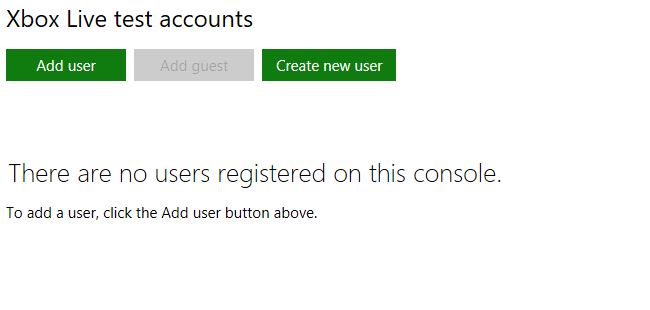 Xbox Live test accounts
Add user Add guest Create new user
There are no users registered on this console.
To add a user, click the Add user button above.